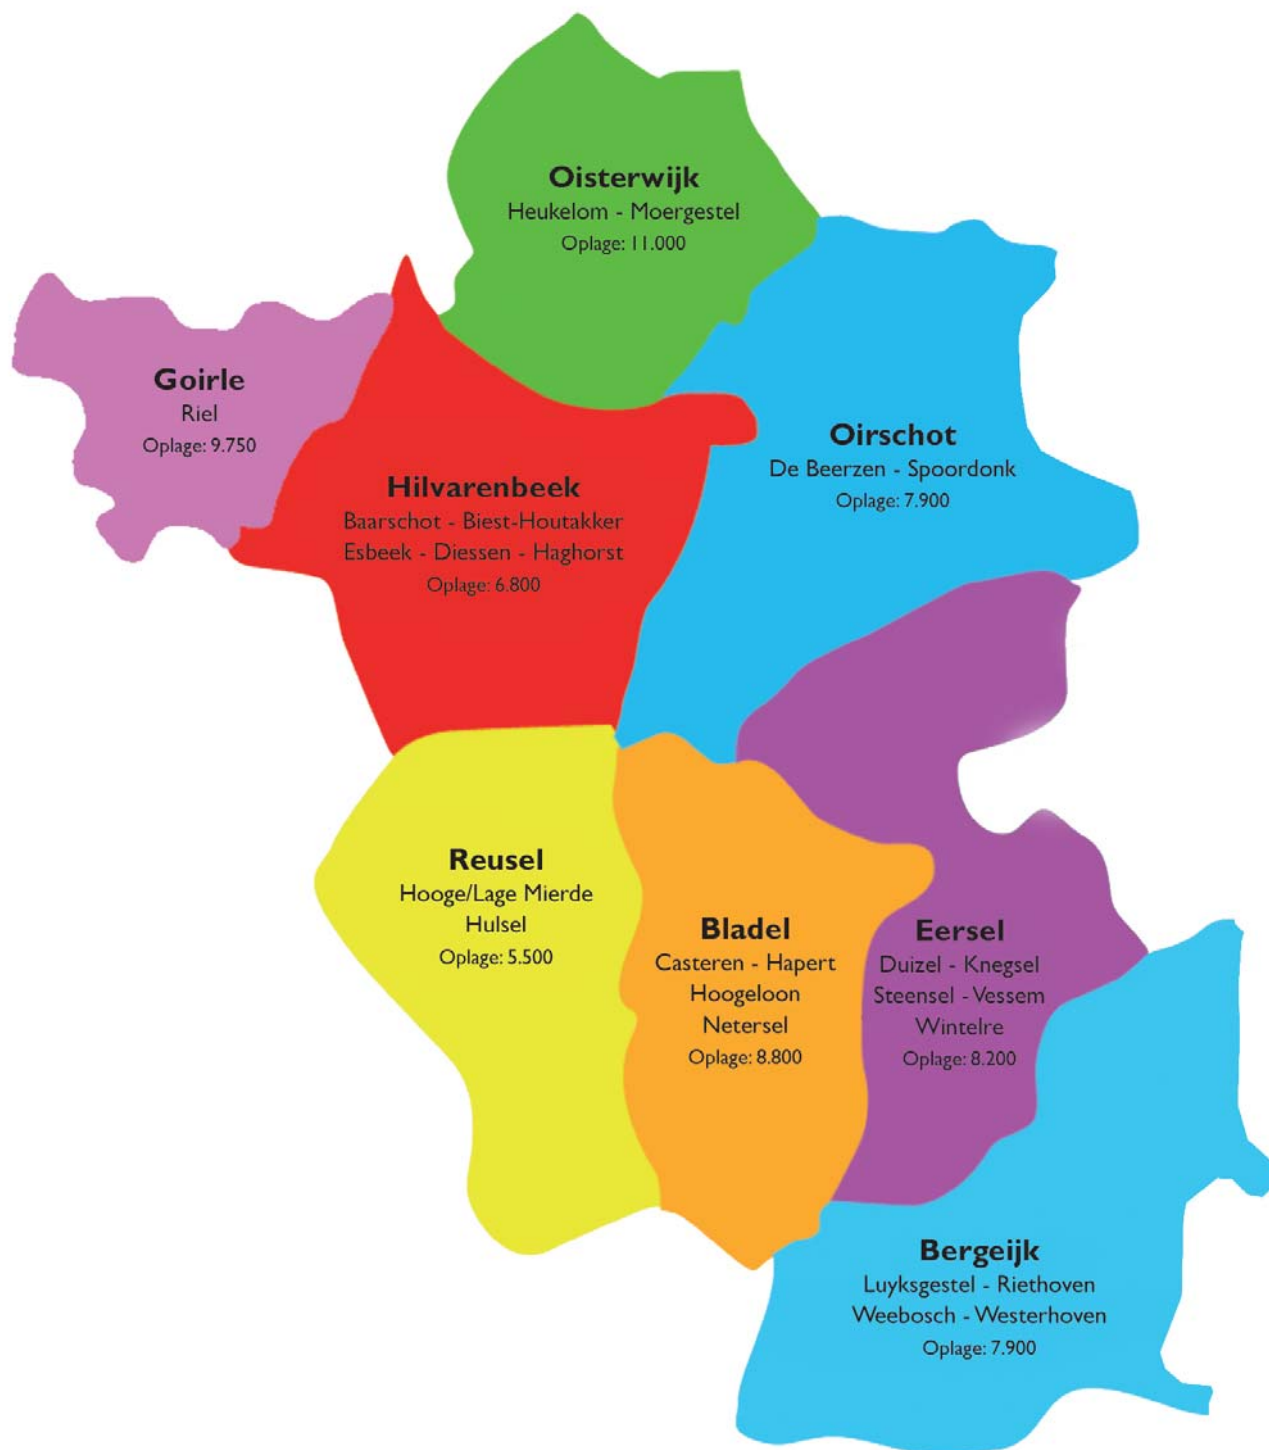 Oisterwijk
Heukelom - Moergestel
Oplage: 11.000
Goirle
Riel
Oplage: 9.750
Oirschot
De Beerzen - Spoordonk
Oplage: 7.900
Hilvarenbeek
Baarschot - Biest-Houtakker
Esbeek - Diessen - Haghorst
Oplage: 6.800
Reusel
Hooge/Lage Mierde
Hulsel
Oplage: 5.500
Bladel
Casteren - Hapert
Hoogeloon
Netersel
Oplage: 8.800
Eersel
Duizel - Knegsel
Steensel - Vessem
Wintelre
Oplage: 8.200
Bergeijk
Luyksgestel - Riethoven
Weebosch - Westerhoven
Oplage: 7.900